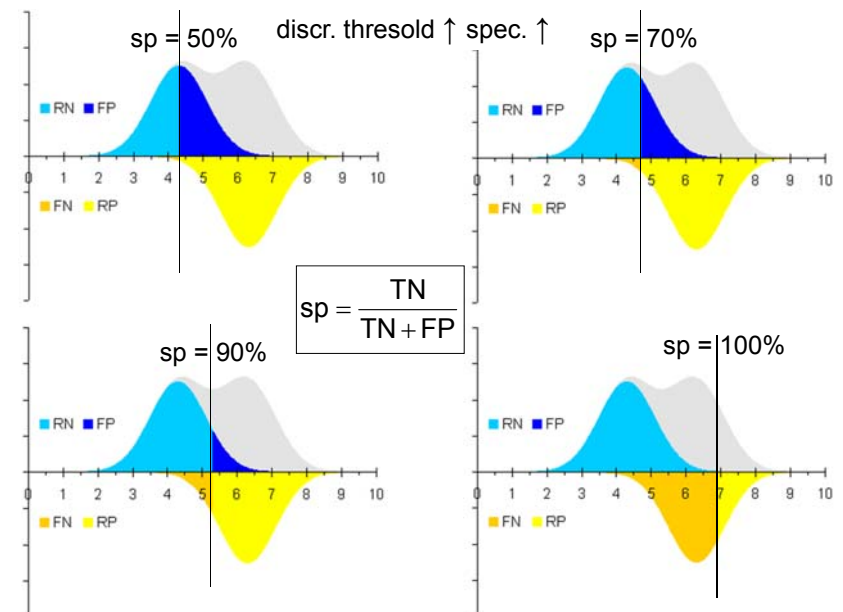 discr. thresold ↑ spec. ↑
sp = 50%
RN FP
0 1 2 3 4 5 6 7 8 9 10
FN RP
sp = 70%
RN FP
0 1 2 3 4 5 6 7 8 9 10
FN RP
sp = TN / TN + FP
sp = 90%
RN FP
0 1 2 3 4 5 6 7 8 9 10
FN RP
sp = 100%
RN FP
0 1 2 3 4 5 6 7 8 9 10
FN RP